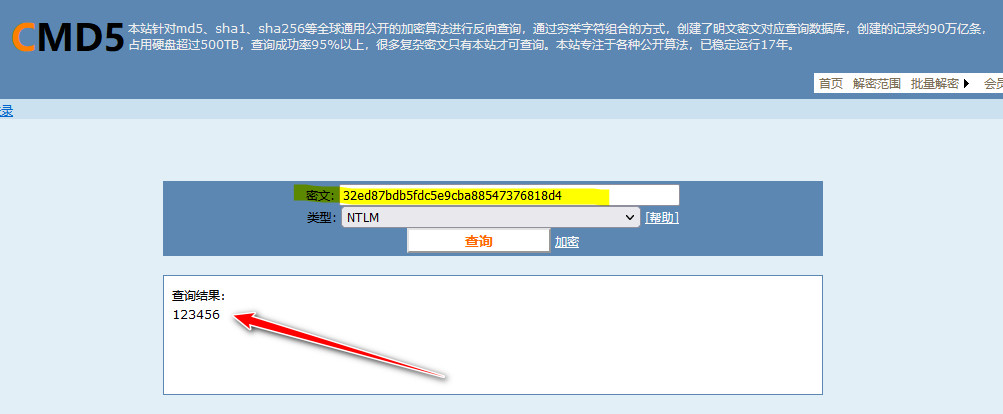 CMD5
本站针对md5、sha1、sha256等全球通用公开的加密算法进行反向查询，通过穷举字符组合的方式，创建了明文密文对应查询数据库，创建的记录约90万亿条，
占用硬盘超过500TB，查询成功率95%以上，很多复杂密文只有本站才可查询。本站专注于各种公开算法，已稳定运行17年。
首页 解密范围 批量解密 会员
录
密文: 32ed87bdb5fdc5e9cba88547376818d4
类型: NTLM [帮助]
查询 加密
查询结果:
123456